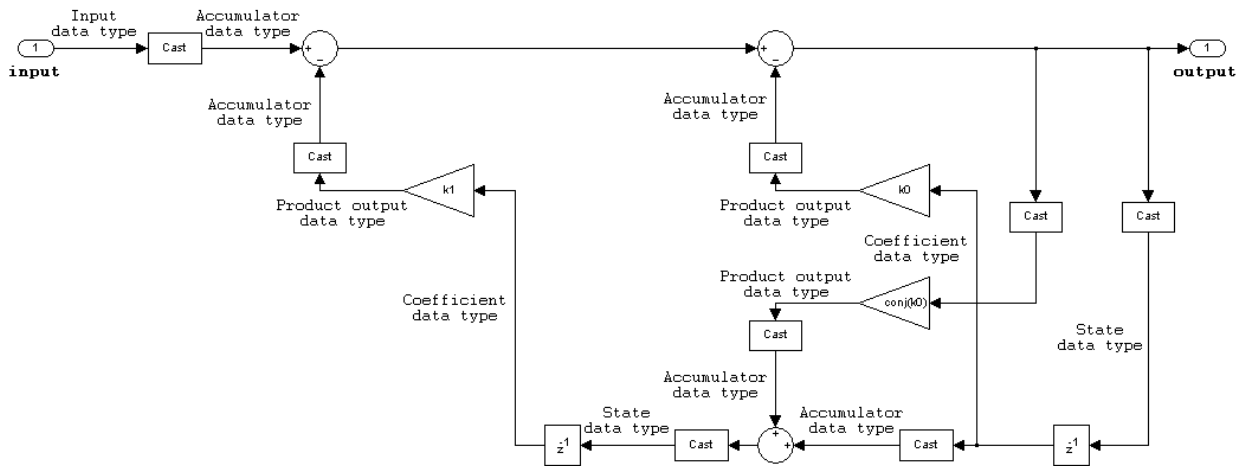 Input
data type
Accumulator
data type
1
input
Cast
+
−
+
−
1
output
Accumulator
data type
Accumulator
data type
Cast
Cast
k1
k0
Product output
data type
Product output
data type
Cast
Cast
Coefficient
data type
Product output
data type
Coefficient
data type
conj(k0)
Cast
State
data type
Accumulator
data type
State
data type
Accumulator
data type
z-1
Cast
+
+
Cast
z-1